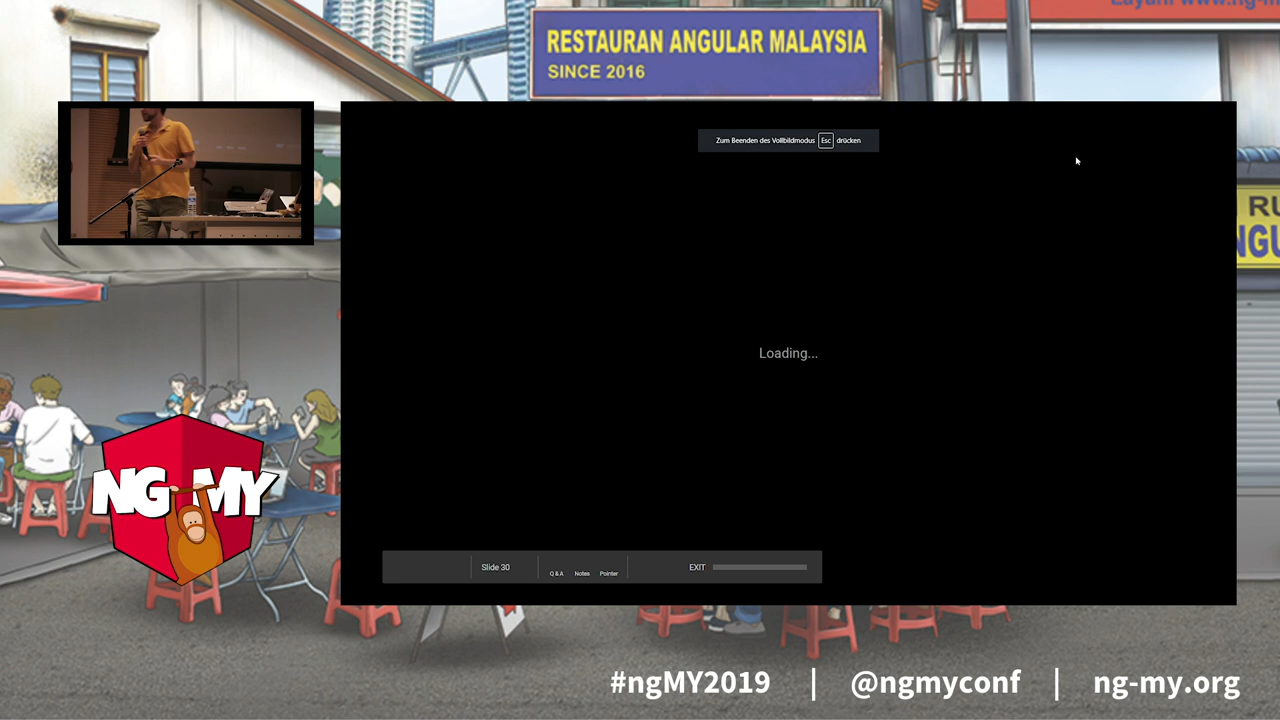 RESTAURAN ANGULAR MALAYSIA
SINCE 2016
Zum Beenden des Vollbildmodus Esc drücken
Loading...
NG MY
Slide 30
Q & A Notes Pointer
EXIT
#ngMY2019 | @ngmyconf | ng-my.org